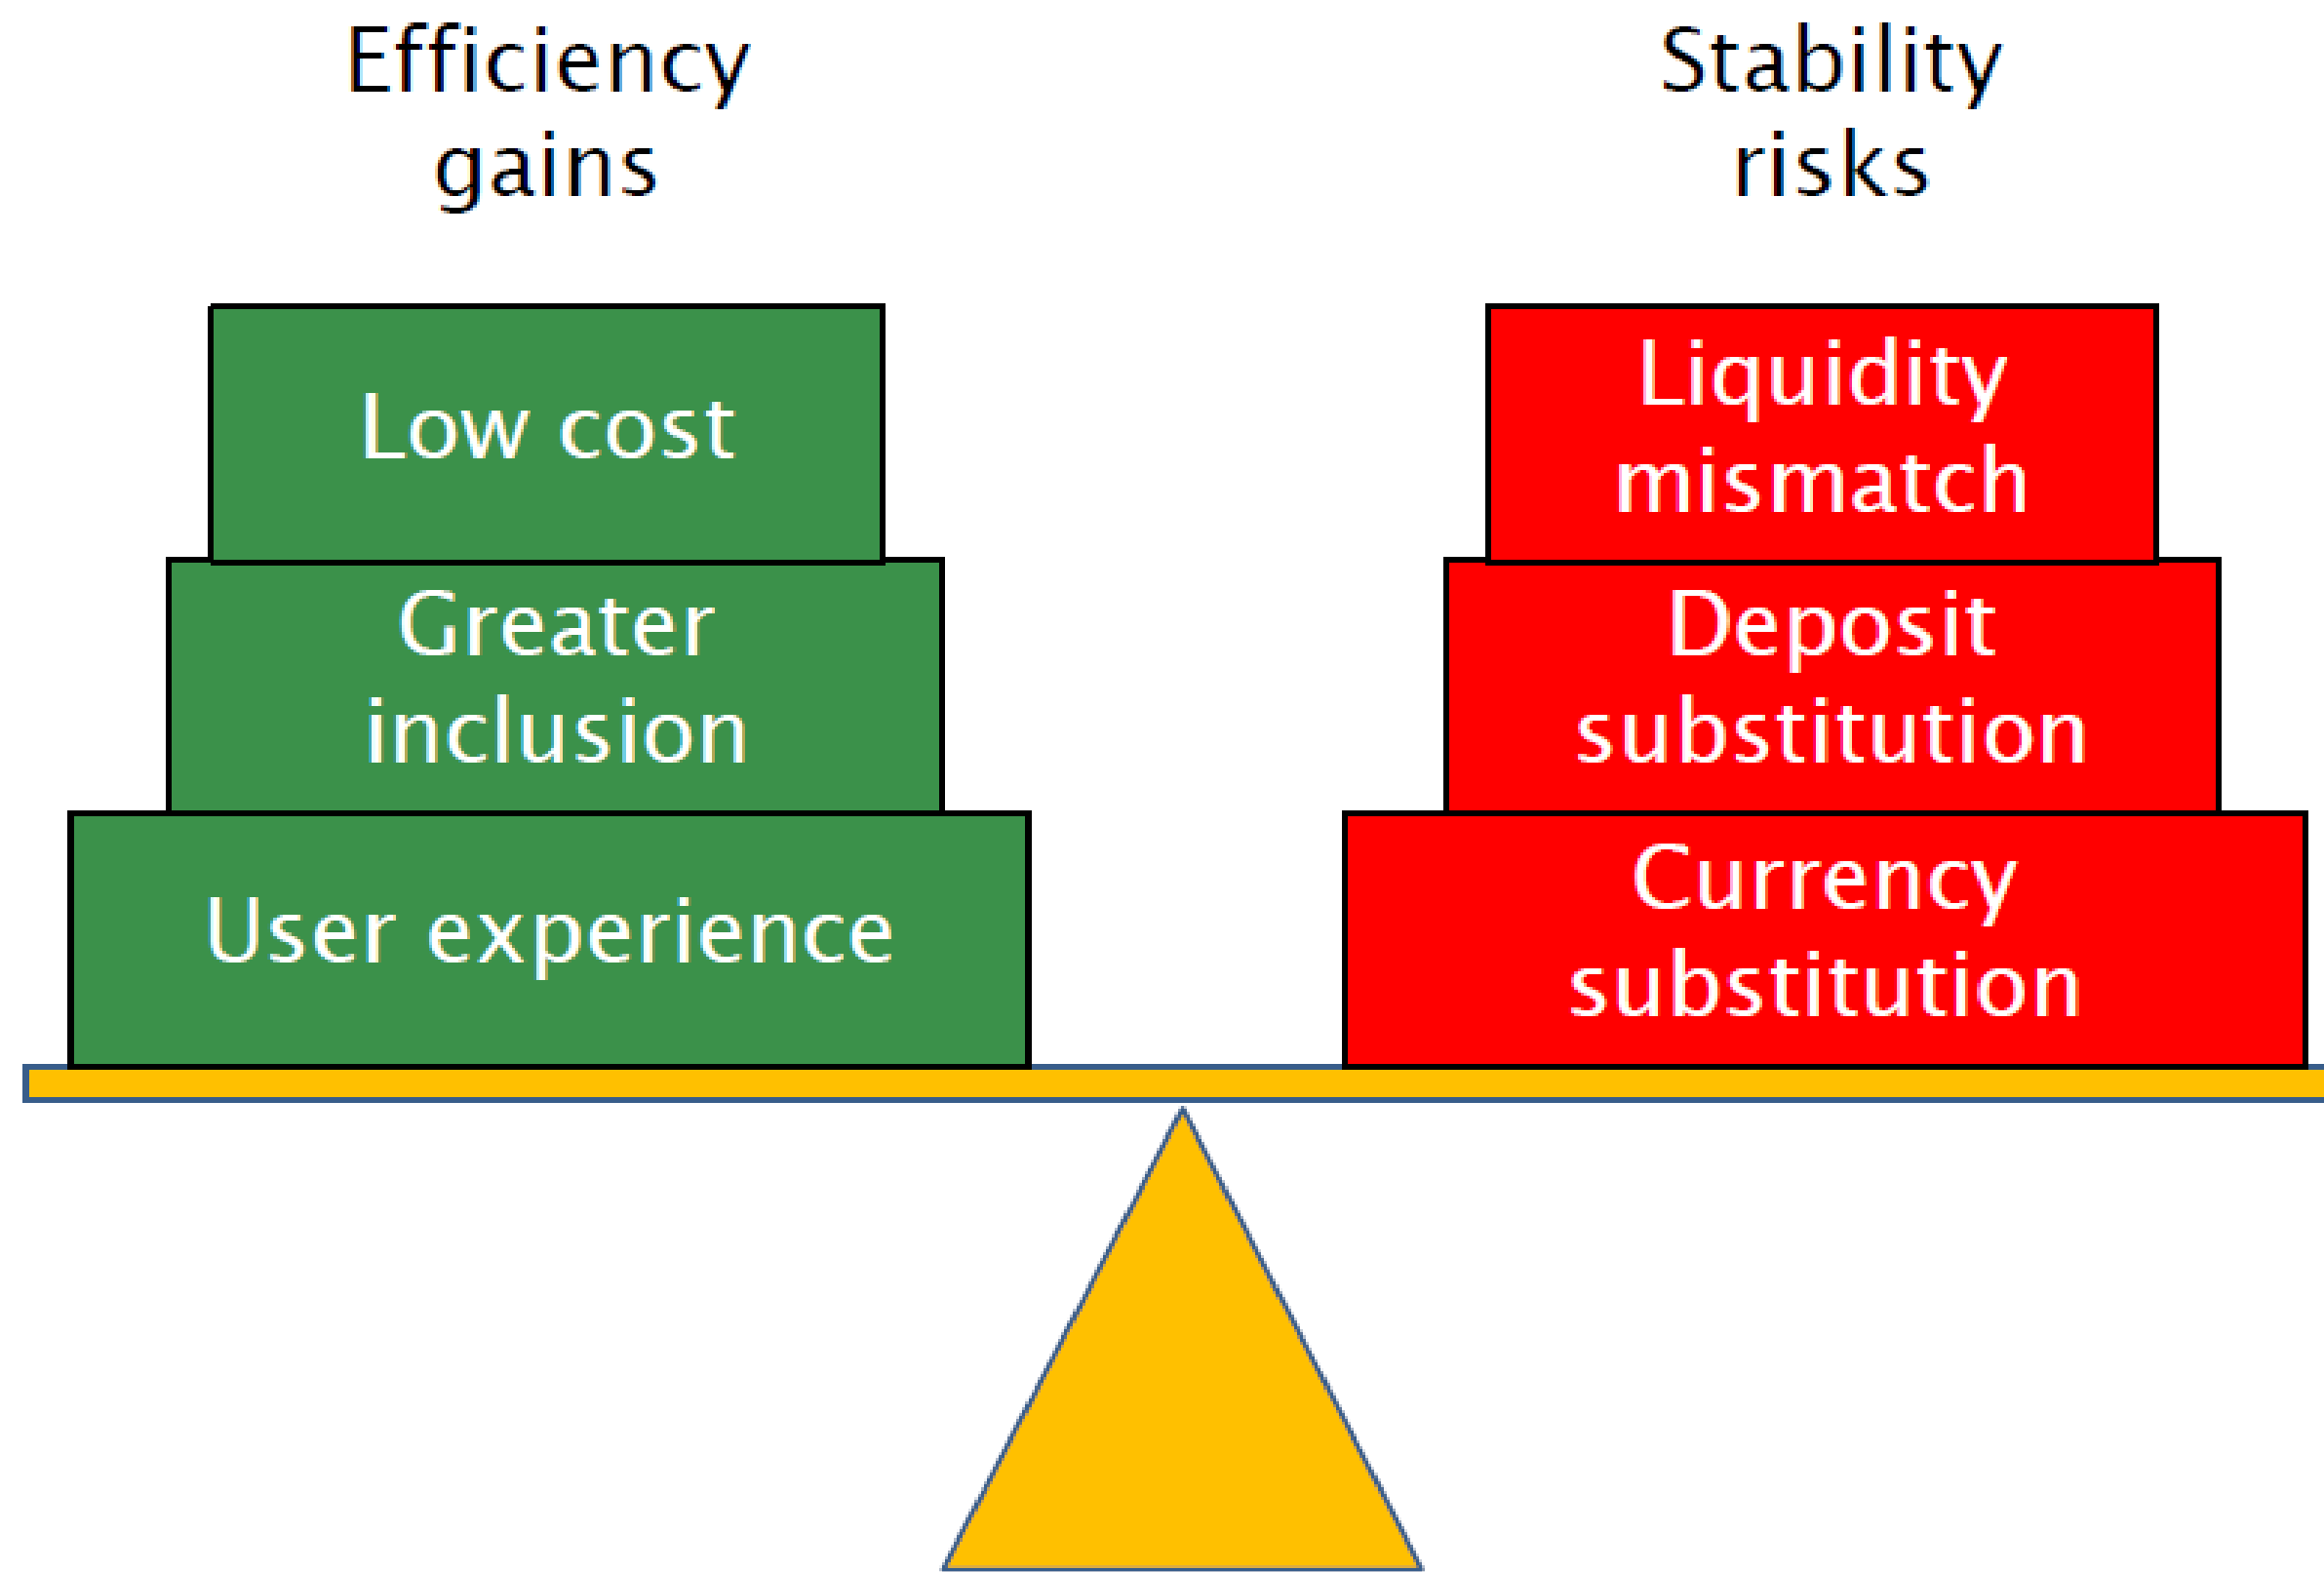 Efficiency
gains
Low cost
Greater
inclusion
User experience
Stability
risks
Liquidity
mismatch
Deposit
substitution
Currency
substitution